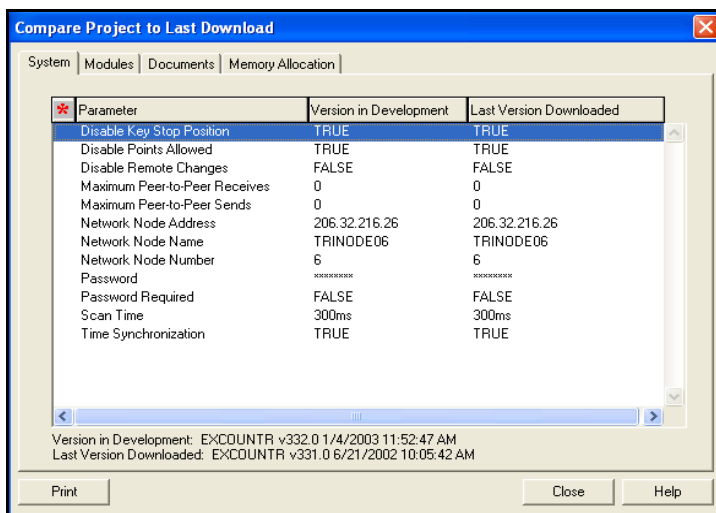 Compare Project to Last Download
System Modules Documents Memory Allocation
* Parameter Version in Development Last Version Downloaded
Disable Key Stop Position TRUE TRUE
Disable Points Allowed TRUE TRUE
Disable Remote Changes FALSE FALSE
Maximum Peer-to-Peer Receives 0 0
Maximum Peer-to-Peer Sends 0 0
Network Node Address 206.32.216.26 206.32.216.26
Network Node Name TRINODE06 TRINODE06
Network Node Number 6 6
Password ******** ********
Password Required FALSE FALSE
Scan Time 300ms 300ms
Time Synchronization TRUE TRUE
Version in Development: EXCOUNTR v332.0 1/4/2003 11:52:47 AM
Last Version Downloaded: EXCOUNTR v331.0 6/21/2002 10:05:42 AM
Print Close Help